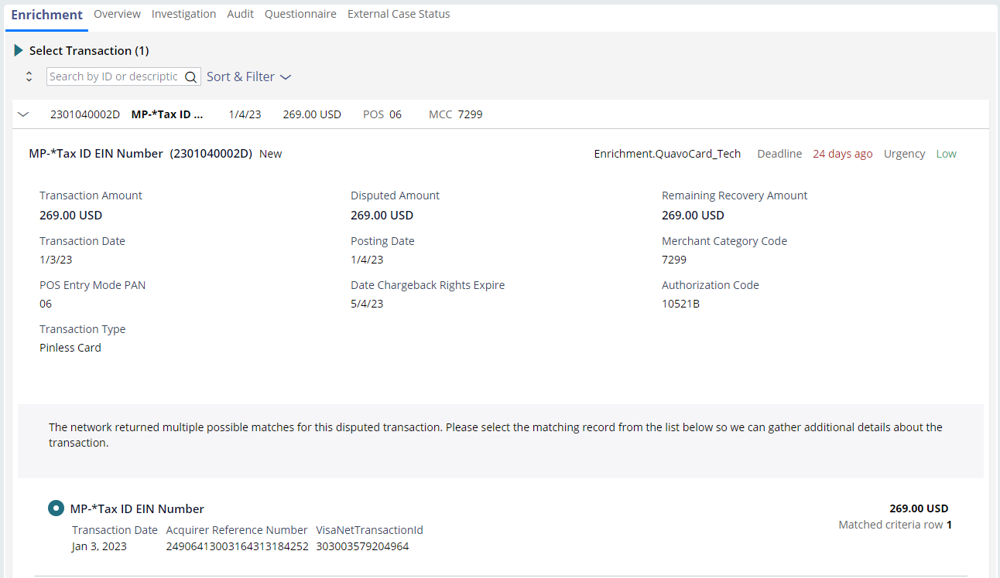 Enrichment Overview Investigation Audit Questionnaire External Case Status
Select Transaction (1)
Search by ID or descriptic Sort & Filter
2301040002D MP-*Tax ID ... 1/4/23 269.00 USD POS 06 MCC 7299
MP-*Tax ID EIN Number (2301040002D) New Enrichment.QuavoCard_Tech Deadline 24 days ago Urgency Low
Transaction Amount Disputed Amount Remaining Recovery Amount
269.00 USD 269.00 USD 269.00 USD
Transaction Date Posting Date Merchant Category Code
1/3/23 1/4/23 7299
POS Entry Mode PAN Date Chargeback Rights Expire Authorization Code
06 5/4/23 10521B
Transaction Type
Pinless Card
The network returned multiple possible matches for this disputed transaction. Please select the matching record from the list below so we can gather additional details about the
transaction.
MP-*Tax ID EIN Number 269.00 USD
Transaction Date Acquirer Reference Number VisaNetTransactionId Matched criteria row 1
Jan 3, 2023 24906413003164313184252 303003579204964